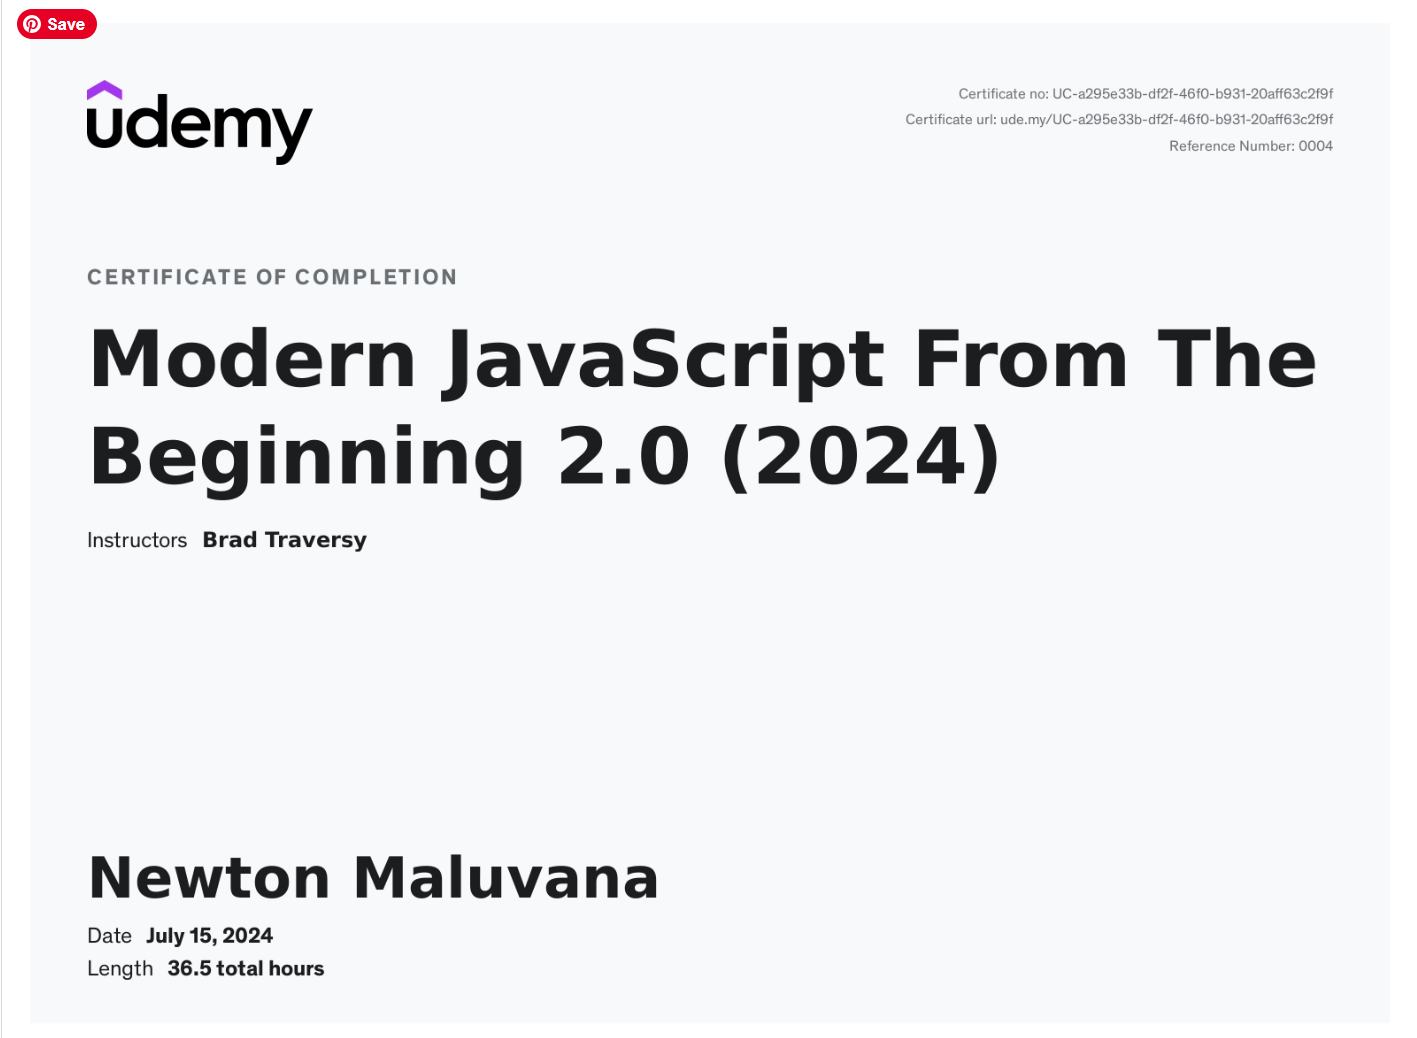 Save
udemy
Certificate no: UC-a295e33b-df2f-46f0-b931-20aff63c2f9f
Certificate url: ude.my/UC-a295e33b-df2f-46f0-b931-20aff63c2f9f
Reference Number: 0004
CERTIFICATE OF COMPLETION
Modern JavaScript From The
Beginning 2.0 (2024)
Instructors Brad Traversy
Newton Maluvana
Date July 15, 2024
Length 36.5 total hours